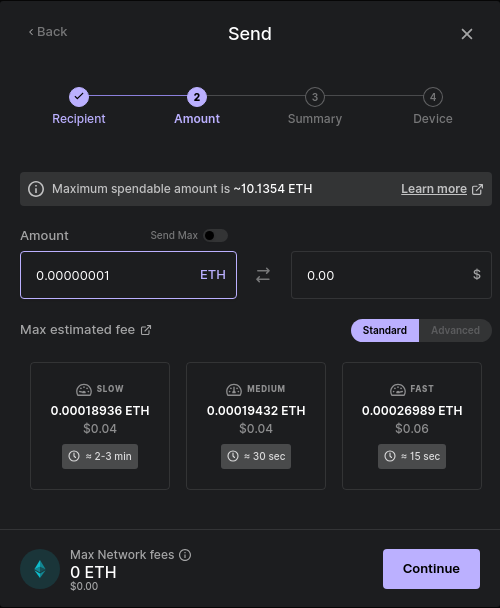 Back
Send
2
3
4
Recipient
Amount
Summary
Device
Maximum spendable amount is ~10.1354 ETH
Learn more
Amount
Send Max
0.00000001 ETH
0.00 $
Max estimated fee
Standard
Advanced
SLOW
0.00018936 ETH
$0.04
≈ 2-3 min
MEDIUM
0.00019432 ETH
$0.04
≈ 30 sec
FAST
0.00026989 ETH
$0.06
≈ 15 sec
Max Network fees
0 ETH
$0.00
Continue